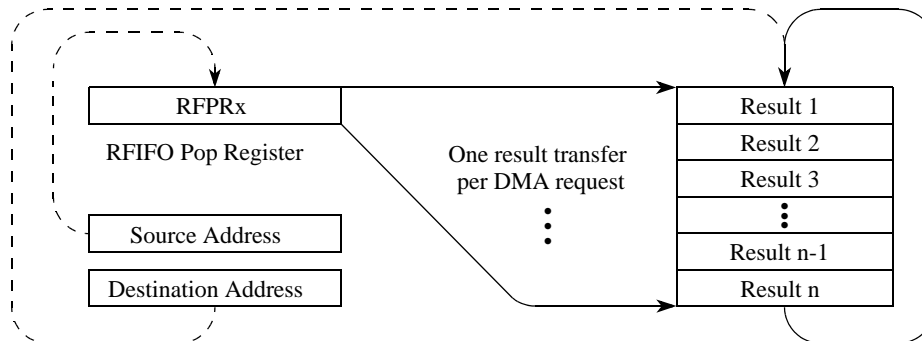 RFPRx
RFIFO Pop Register
Source Address
Destination Address
One result transfer
per DMA request
Result 1
Result 2
Result 3
Result n-1
Result n